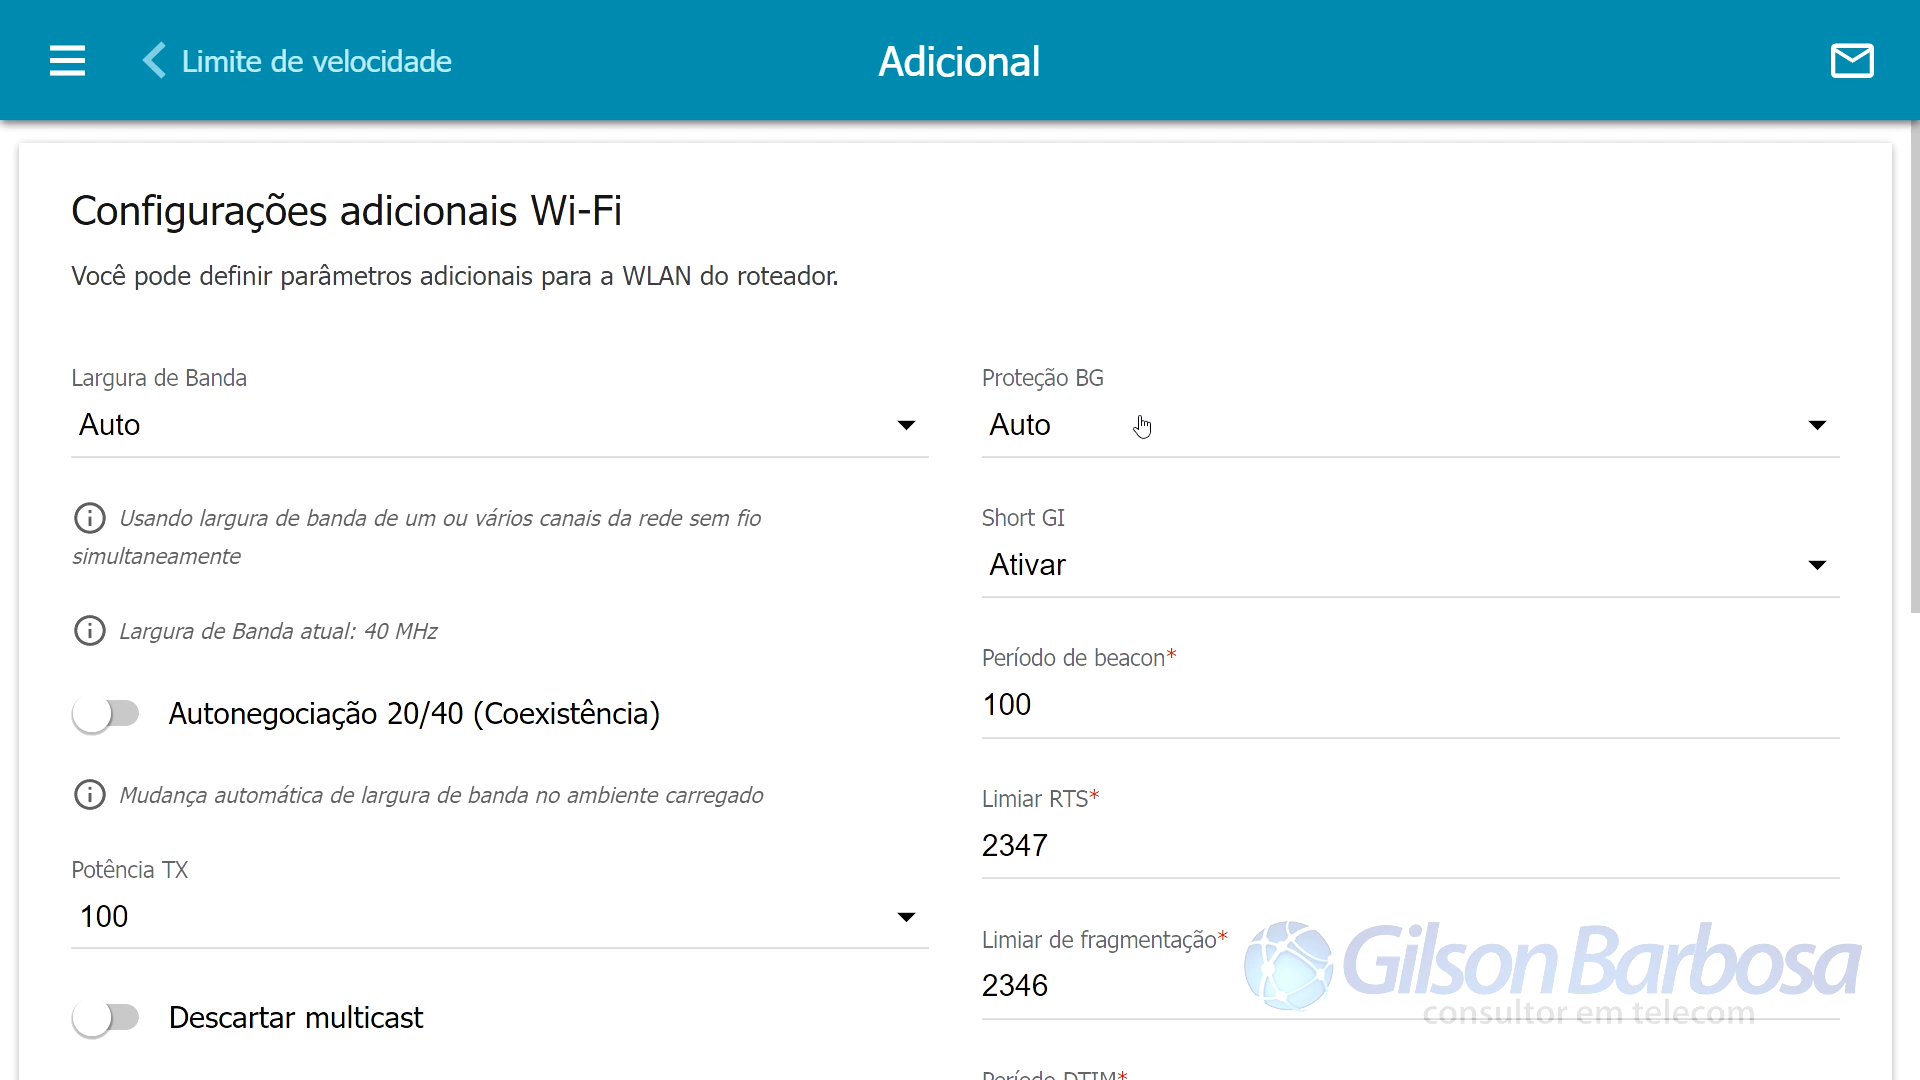 Limite de velocidade
Adicional
Configurações adicionais Wi-Fi
Você pode definir parâmetros adicionais para a WLAN do roteador.
Largura de Banda
Auto
Usando largura de banda de um ou vários canais da rede sem fio
simultaneamente
Largura de Banda atual: 40 MHz
Autonegociação 20/40 (Coexistência)
Mudança automática de largura de banda no ambiente carregado
Potência TX
100
Descartar multicast
Proteção BG
Auto
Short GI
Ativar
Período de beacon*
100
Limiar RTS*
2347
Limiar de fragmentação*
2346
Período DTIM*
Gilson Barbosa
consultor em telecom